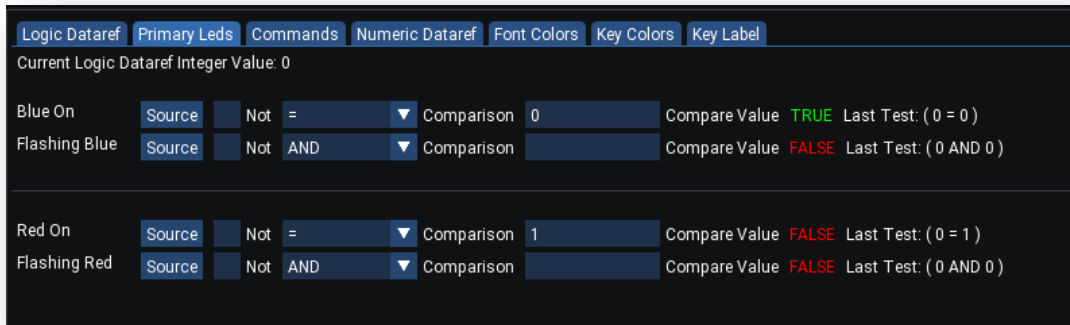 Logic Dataref Primary Leds Commands Numeric Dataref Font Colors Key Colors Key Label
Current Logic Dataref Integer Value: 0
Blue On Source Not = Comparison 0 Compare Value TRUE Last Test: ( 0 = 0 )
Flashing Blue Source Not AND Comparison Compare Value FALSE Last Test: ( 0 AND 0 )
Red On Source Not = Comparison 1 Compare Value FALSE Last Test: ( 0 = 1 )
Flashing Red Source Not AND Comparison Compare Value FALSE Last Test: ( 0 AND 0 )